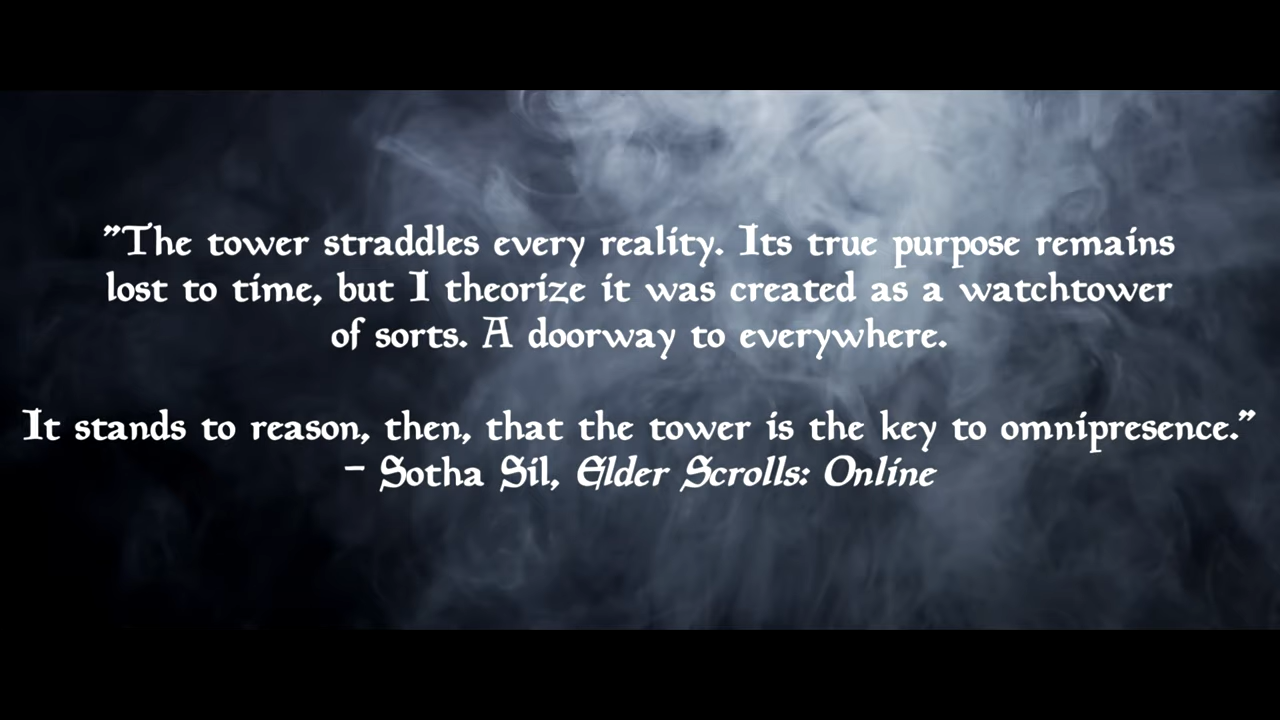 ”The tower straddles every reality. Its true purpose remains
lost to time, but I theorize it was created as a watchtower
of sorts. A doorway to everywhere.
It stands to reason, then, that the tower is the key to omnipresence.”
– Sotha Sil, Elder Scrolls: Online